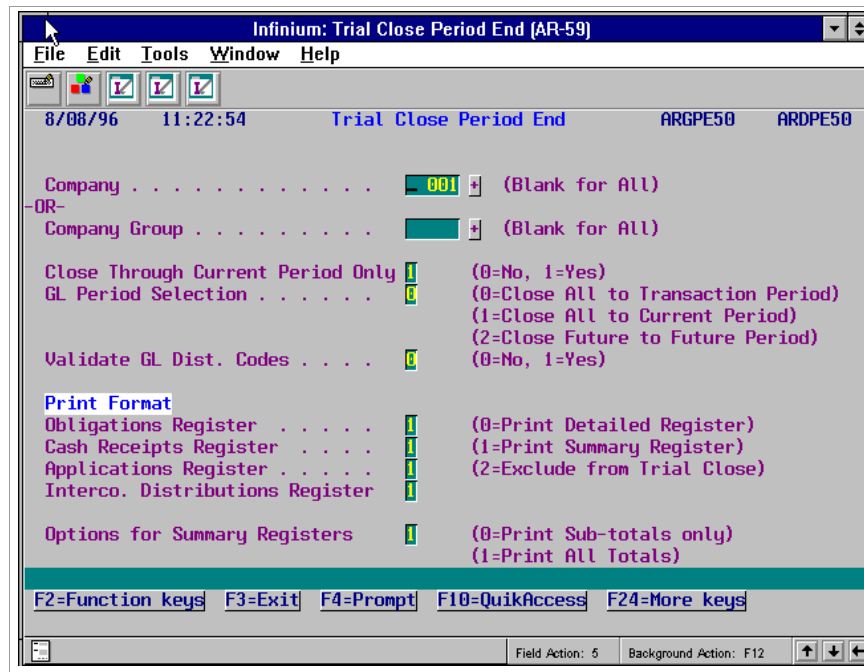 Infinium: Trial Close Period End (AR-59)
File Edit Tools Window Help
8/08/96 11:22:54 Trial Close Period End ARGPE50 ARDPE50
Company . . . . . . . . . . . . . 001 + (Blank for All)
-OR-
Company Group . . . . . . . . . + (Blank for All)
Close Through Current Period Only 1 (0=No, 1=Yes)
GL Period Selection . . . . . . 0 (0=Close All to Transaction Period)
(1=Close All to Current Period)
(2=Close Future to Future Period)
Validate GL Dist. Codes . . . . 0 (0=No, 1=Yes)
Print Format
Obligations Register . . . . . 1 (0=Print Detailed Register)
Cash Receipts Register . . . . 1 (1=Print Summary Register)
Applications Register . . . . . 1 (2=Exclude from Trial Close)
Interco. Distributions Register 1
Options for Summary Registers 1 (0=Print Sub-totals only)
(1=Print All Totals)
F2=Function keys F3=Exit F4=Prompt F10=QuikAccess F24=More keys
Field Action: 5 Background Action: F12